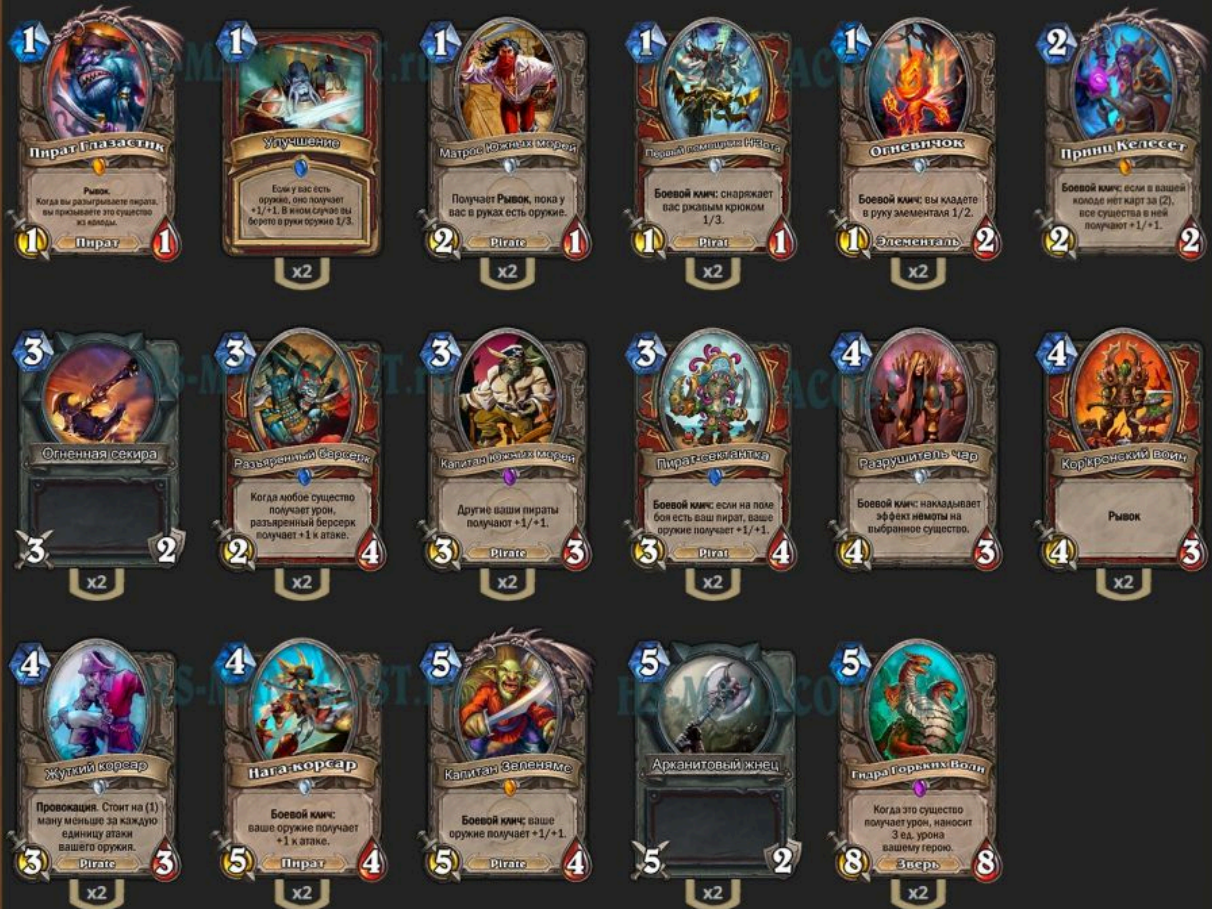 1
Пират Глазастик
Рывок.
Когда вы разыгрываете пирата,
вы призываете это существо
из колоды.
1
Пират
1
1
Улучшение
Если у вас есть
оружие, оно получает
+1/+1. В ином случае вы
берете в руки оружие 1/3.
x2
1
Матрос Южных морей
Получает Рывок, пока у
вас в руках есть оружие.
2
Pirate
1
x2
1
Первый помощник Н'Зота
Боевой клич: снаряжает
вас ржавым крюком
1/3.
1
Pirat
1
x2
1
Огневичок
Боевой клич: вы кладете
в руку элементаля 1/2.
1
Элементаль
2
x2
2
Принц Келесет
Боевой клич: если в вашей
колоде нет карт за (2),
все существа в ней
получают +1/+1.
2
2
3
Огненная секира
3
2
x2
3
Разъяренный берсерк
Когда любое существо
получает урон,
разъяренный берсерк
получает +1 к атаке.
2
4
x2
3
Капитан Южных морей
Другие ваши пираты
получают +1/+1.
3
Pirate
3
x2
3
Пират-сектантка
Боевой клич: если на поле
боя есть ваш пират, ваше
оружие получает +1/+1.
3
Pirat
4
x2
4
Разрушитель чар
Боевой клич: накладывает
эффект немоты на
выбранное существо.
4
3
4
Кор'кронский воин
Рывок
4
3
x2
4
Жуткий корсар
Провокация. Стоит на (1)
ману меньше за каждую
единицу атаки
вашего оружия.
3
Pirate
3
x2
4
Нага-корсар
Боевой клич:
ваше оружие получает
+1 к атаке.
5
Пират
4
x2
5
Капитан Зеленямс
Боевой клич: ваше
оружие получает +1/+1.
5
Pirate
4
5
Арканитовый жнец
5
2
x2
5
Гидра Горьких Волн
Когда это существо
получает урон, наносит
3 ед. урона
вашему герою.
8
Зверь
8
x2